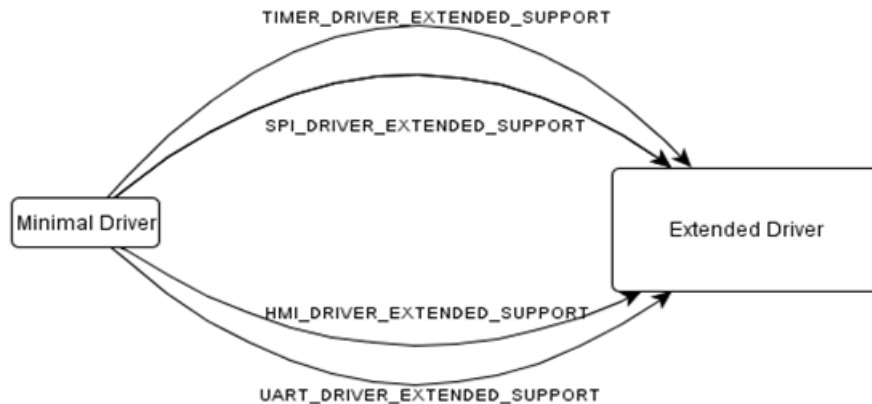 TIMER_DRIVER_EXTENDED_SUPPORT
SPI_DRIVER_EXTENDED_SUPPORT
Minimal Driver
Extended Driver
HMI_DRIVER_EXTENDED_SUPPORT
UART_DRIVER_EXTENDED_SUPPORT